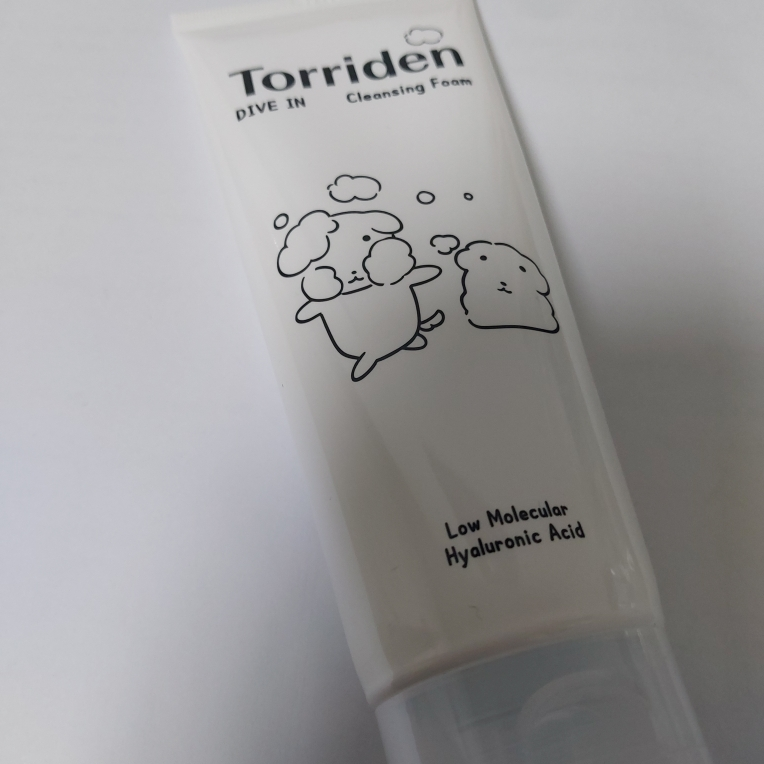 Torriden
DIVE IN Cleansing Foam
Low Molecular
Hyaluronic Acid